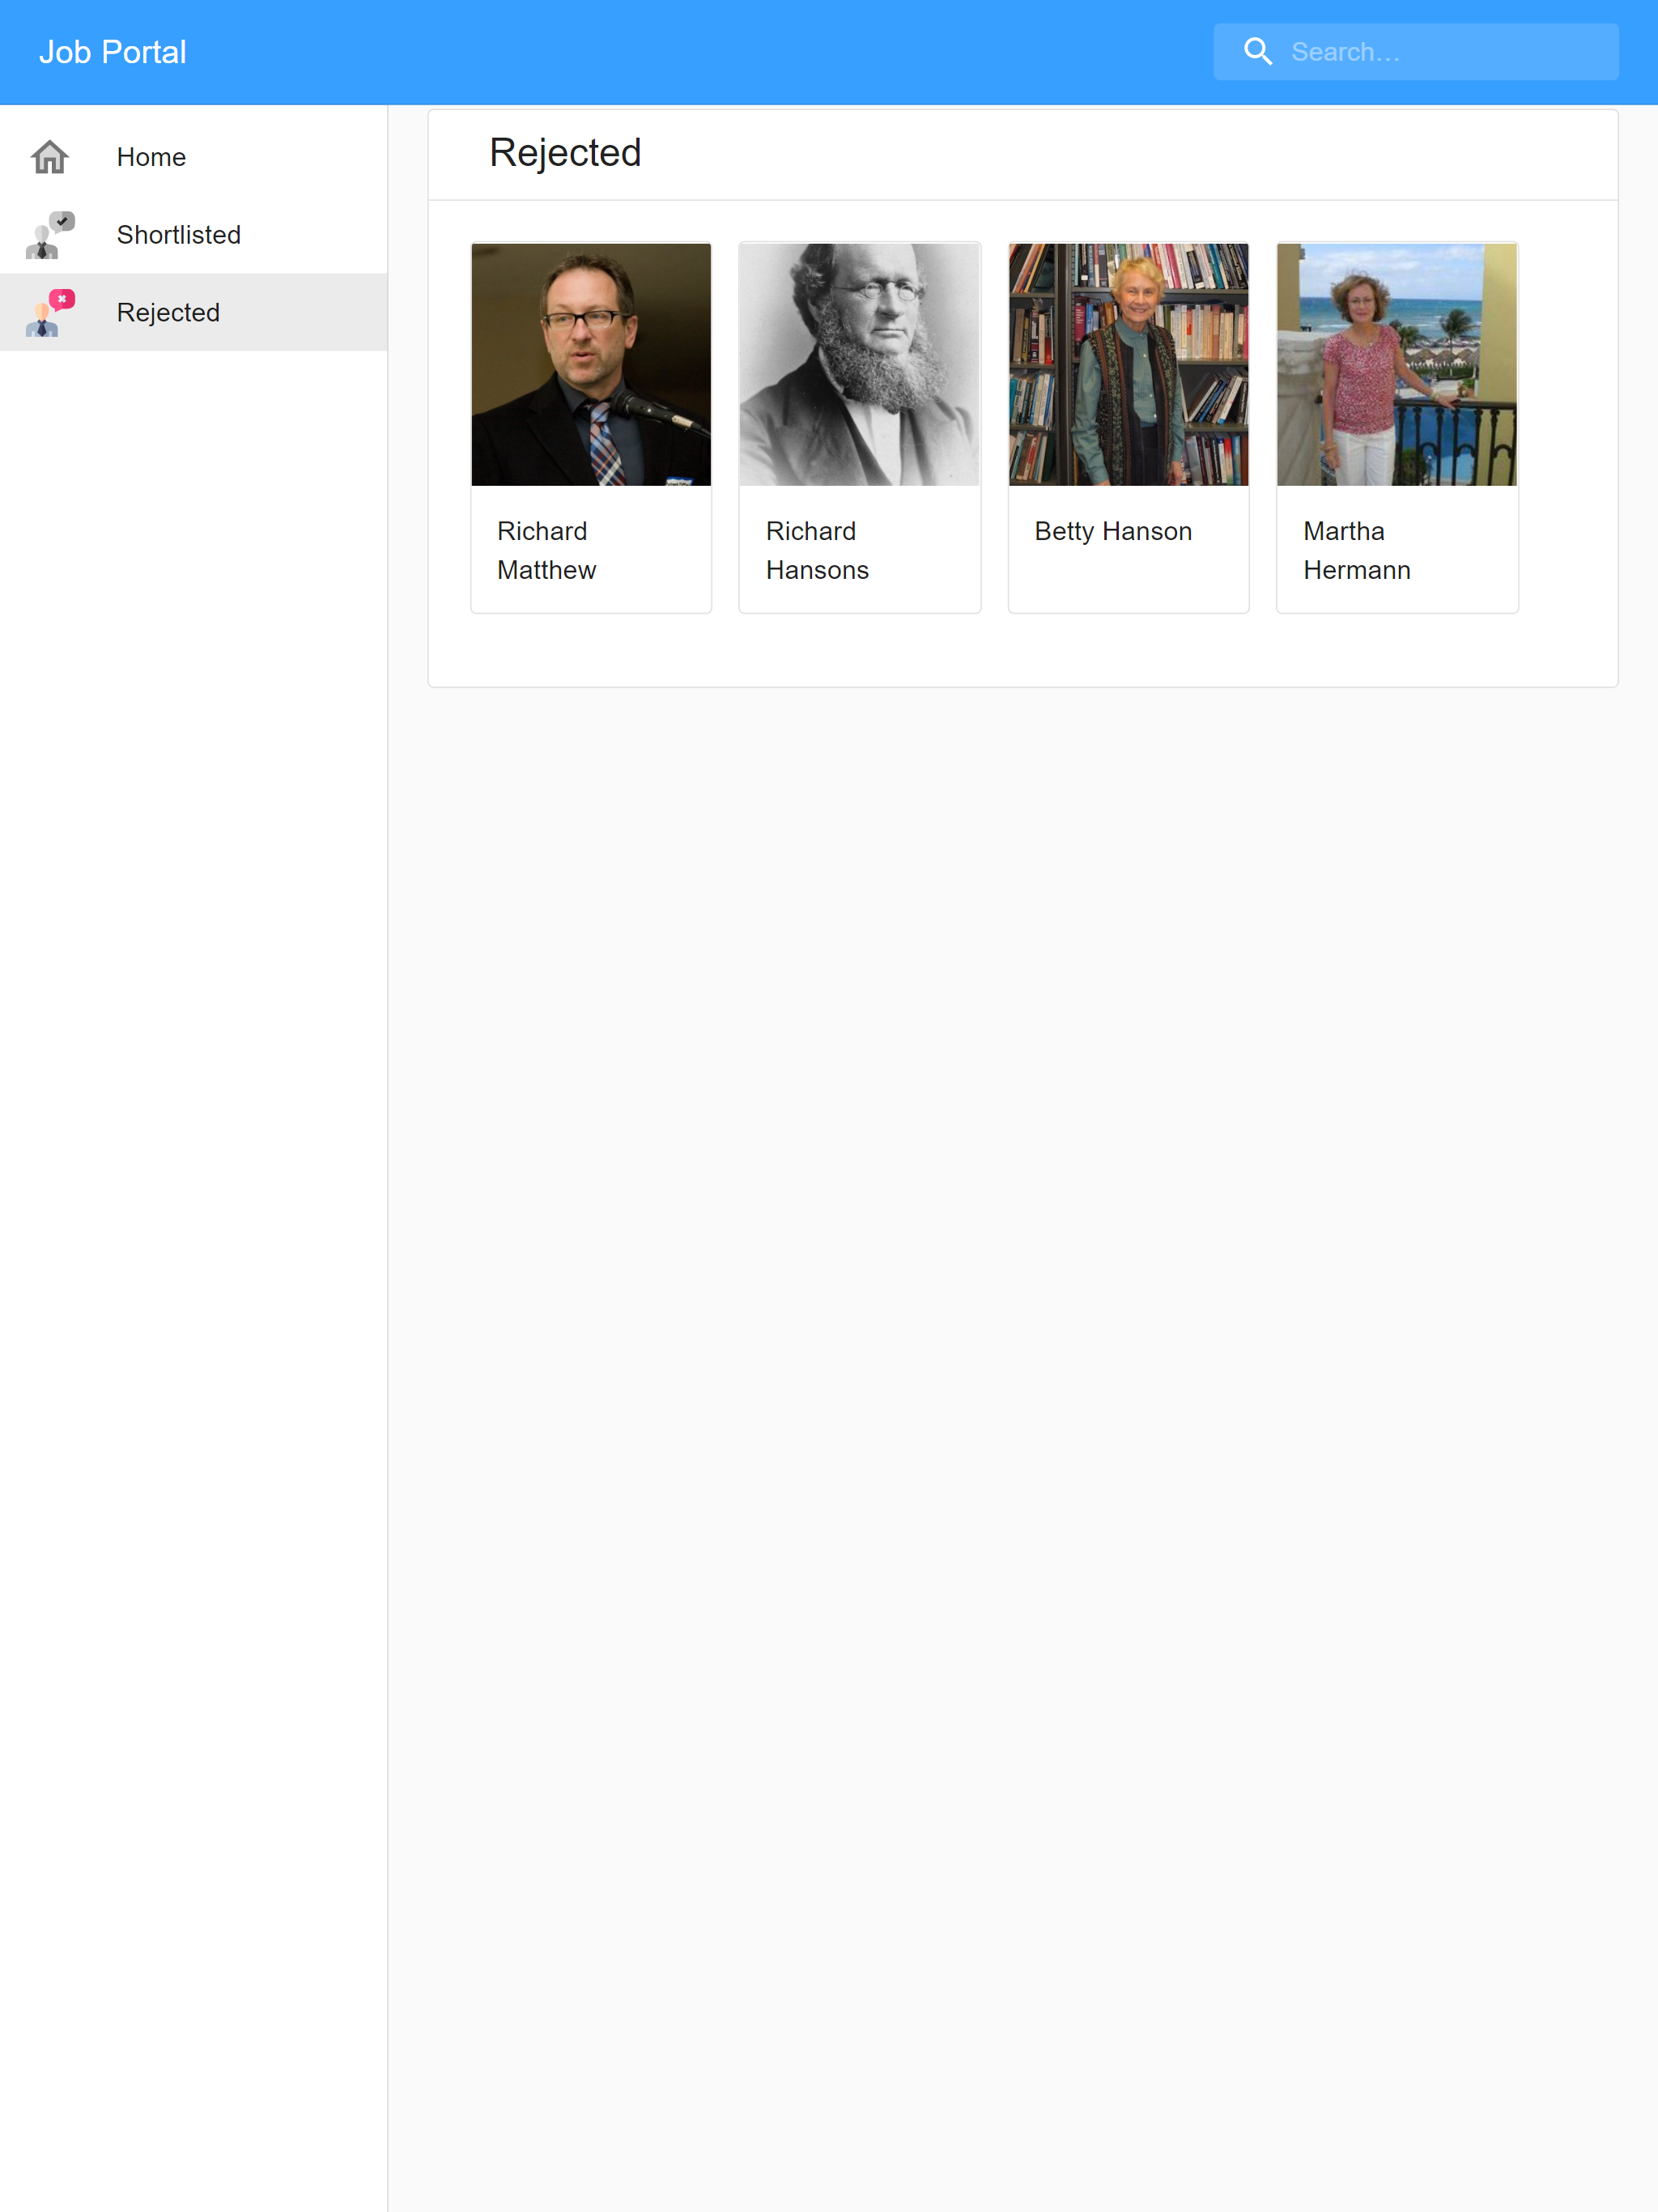 Job Portal
Search…
Home
Shortlisted
Rejected
Rejected
Richard
Matthew
Richard
Hansons
Betty Hanson
Martha
Hermann